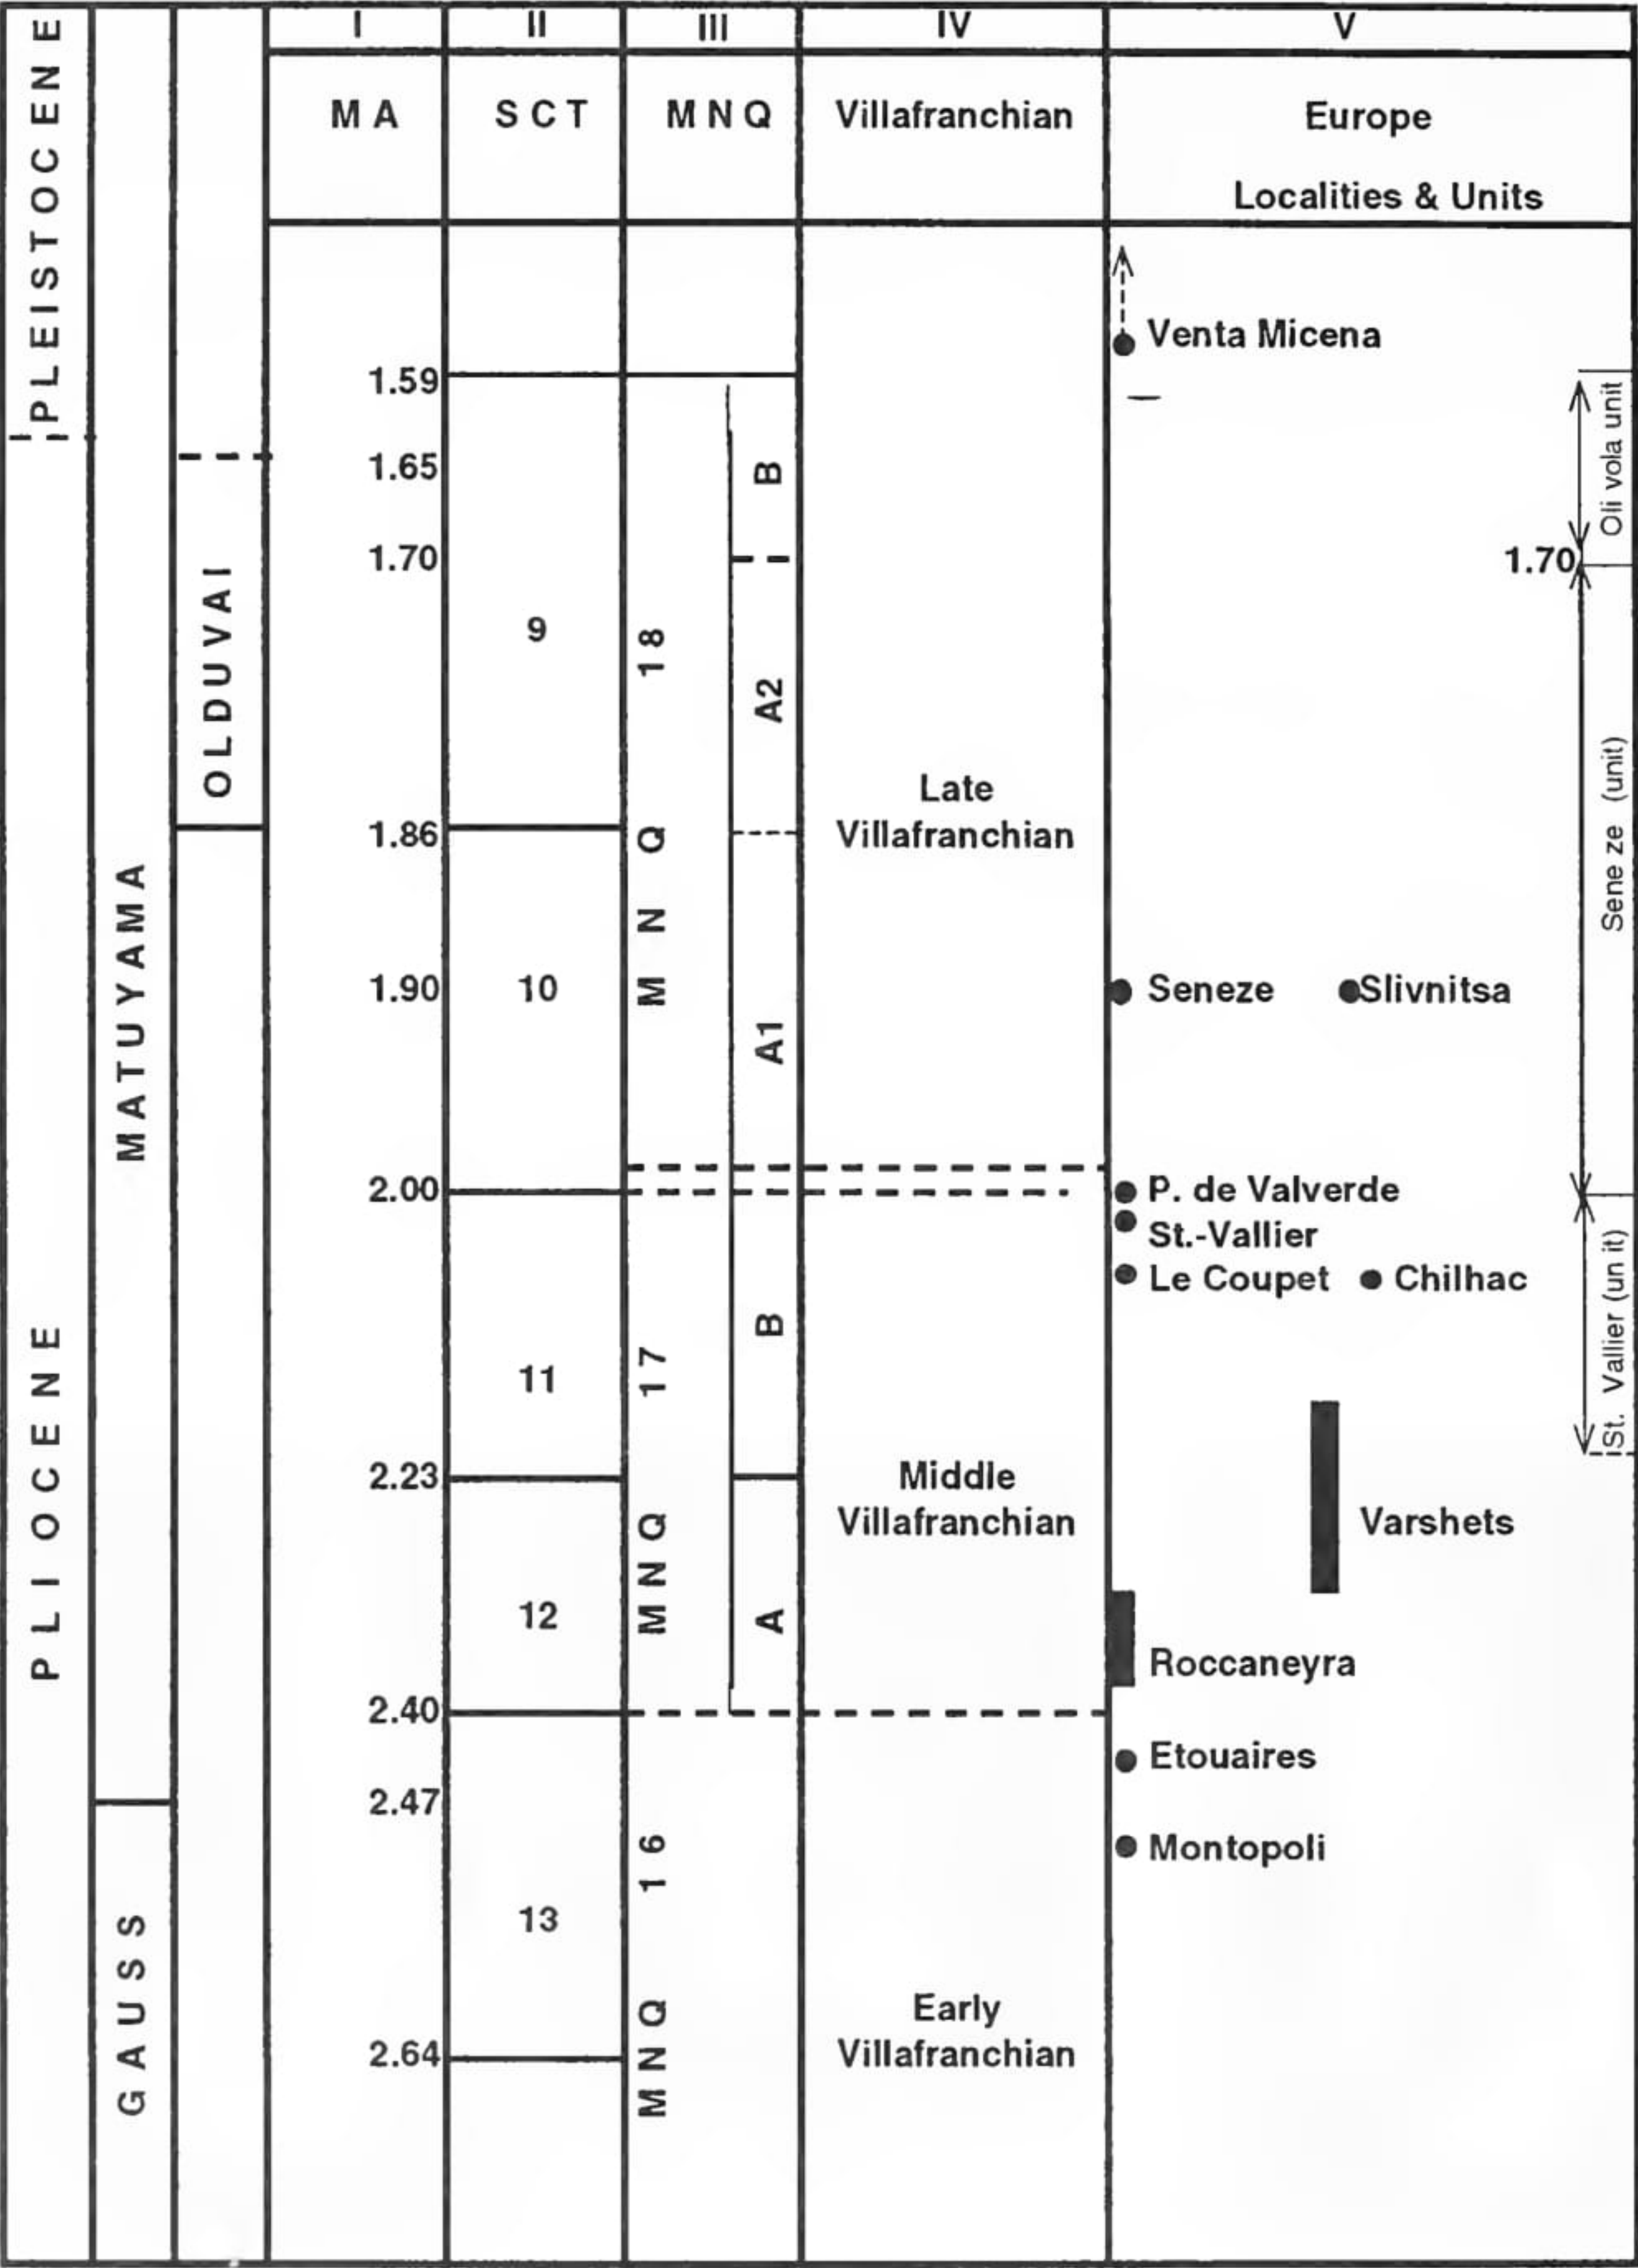 PLEISTOCENE
PLIOCENE
MATUYAMA
GAUSS
OLDUVAI
I II III IV V
MA SCT MNQ Villafranchian Europe
Localities & Units
1.59
1.65
1.70
1.86
1.90
2.00
2.23
2.40
2.47
2.64
9
10
11
12
13
MNQ 18
MNQ 17
MNQ 16
B
A2
A1
B
A
Late
Villafranchian
Middle
Villafranchian
Early
Villafranchian
Venta Micena
Seneze Slivnitsa
P. de Valverde
St.-Vallier
Le Coupet Chilhac
Varshets
Roccaneyra
Etouaires
Montopoli
Oli vola unit
1.70
Sene ze (unit)
St. Vallier (un it)